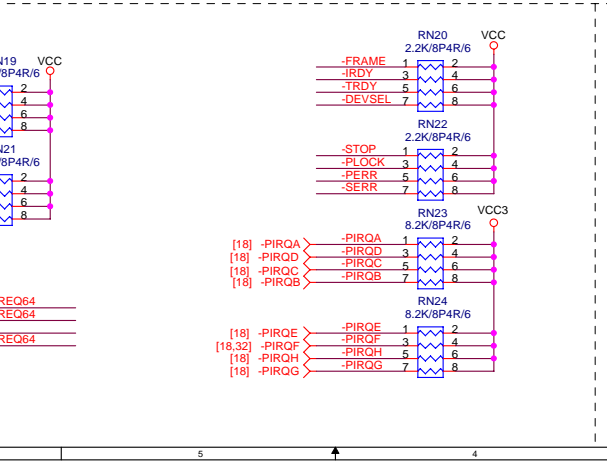 N19
/8P4R/6
VCC
2
4
6
8
N21
/8P4R/6
2
4
6
8
REQ64
REQ64
REQ64
RN20
2.2K/8P4R/6
VCC
-FRAME 1 2
-IRDY 3 4
-TRDY 5 6
-DEVSEL 7 8
RN22
2.2K/8P4R/6
-STOP 1 2
-PLOCK 3 4
-PERR 5 6
-SERR 7 8
RN23
8.2K/8P4R/6
VCC3
[18] -PIRQA -PIRQA 1 2
[18] -PIRQD -PIRQD 3 4
[18] -PIRQC -PIRQC 5 6
[18] -PIRQB -PIRQB 7 8
RN24
8.2K/8P4R/6
[18] -PIRQE -PIRQE 1 2
[18,32] -PIRQF -PIRQF 3 4
[18] -PIRQH -PIRQH 5 6
[18] -PIRQG -PIRQG 7 8
5 4